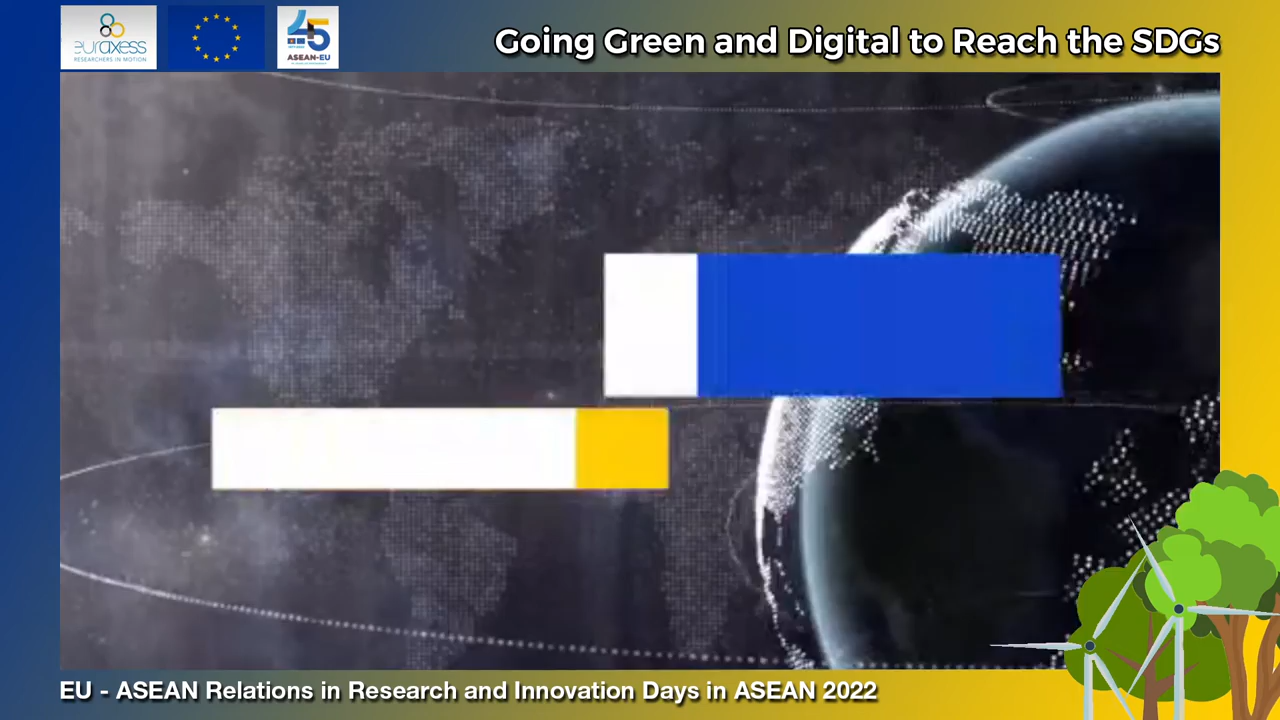 euraxess
RESEARCHERS IN MOTION
45
ASEAN-EU
Going Green and Digital to Reach the SDGs
EU - ASEAN Relations in Research and Innovation Days in ASEAN 2022